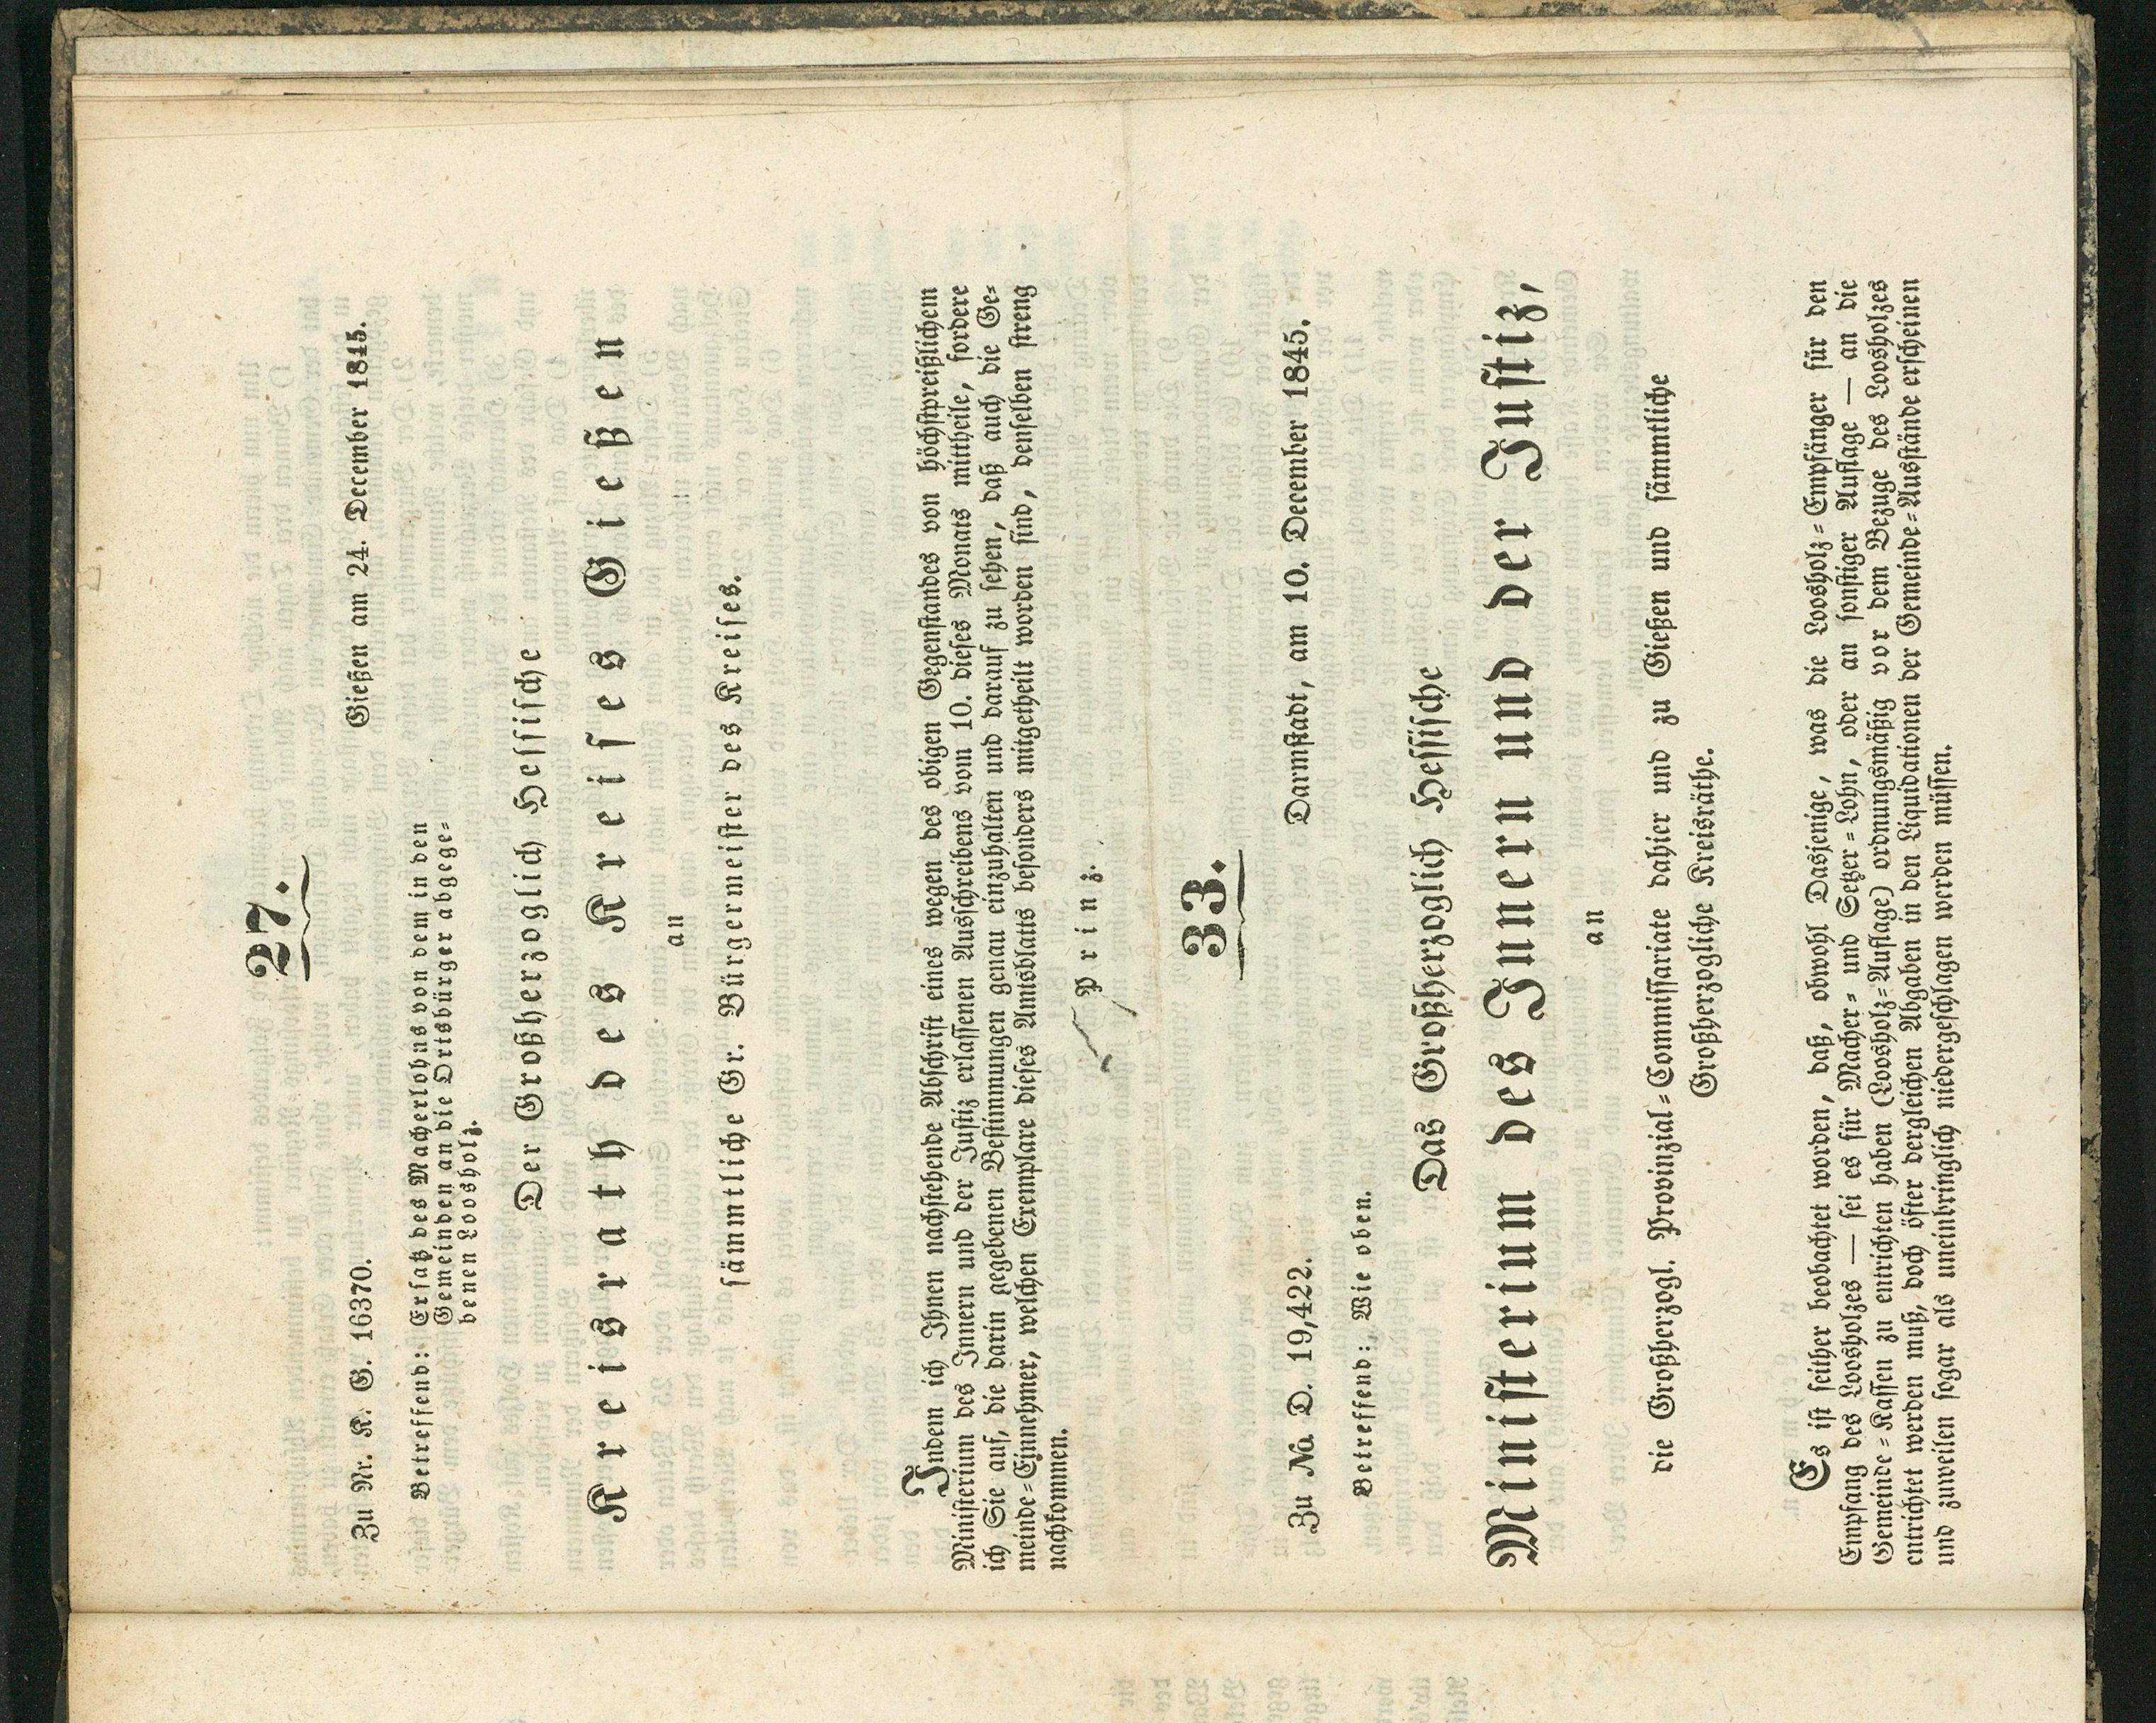 27.
Zu Nr. K. G. 16370. Gießen am 24. December 1845.
Betreffend: Ersatz des Macherlohns von dem in den
Gemeinden an die Ortsbürger abgege-
benen Loosholz.
Der Großherzoglich Hessische
Kreisrath des Kreises Gießen
an
sämmtliche Gr. Bürgermeister des Kreises.
Indem ich Ihnen nachstehende Abschrift eines wegen des obigen Gegenstandes von höchstpreißlichem
Ministerium des Innern und der Justiz erlassenen Ausschreibens vom 10. dieses Monats mittheile, fordere
ich Sie auf, die darin gegebenen Bestimmungen genau einzuhalten und darauf zu sehen, daß auch die Ge-
meinde-Einnehmer, welchen Exemplare dieses Amtsblatts besonders mitgetheilt worden sind, denselben streng
nachkommen.
Prinz.
33.
Zu No. D. 19,422. Darmstadt, am 10. December 1845.
Betreffend: Wie oben.
Das Großherzoglich Hessische
Ministerium des Innern und der Justiz,
an
die Großherzogl. Provinzial-Commissariate dahier und zu Gießen und sämmtliche
Großherzogliche Kreisräthe.
Es ist seither beobachtet worden, daß, obwohl Dasjenige, was die Loosholz-Empfänger für den
Empfang des Loosholzes — sei es für Macher- und Setzer-Lohn, oder an sonstiger Auflage — an die
Gemeinde-Kassen zu entrichten haben (Loosholz-Auflage) ordnungsmäßig vor dem Bezuge des Loosholzes
entrichtet werden muß, doch öfter dergleichen Abgaben in den Liquidationen der Gemeinde-Ausstände erscheinen
und zuweilen sogar als uneinbringlich niedergeschlagen werden müssen.